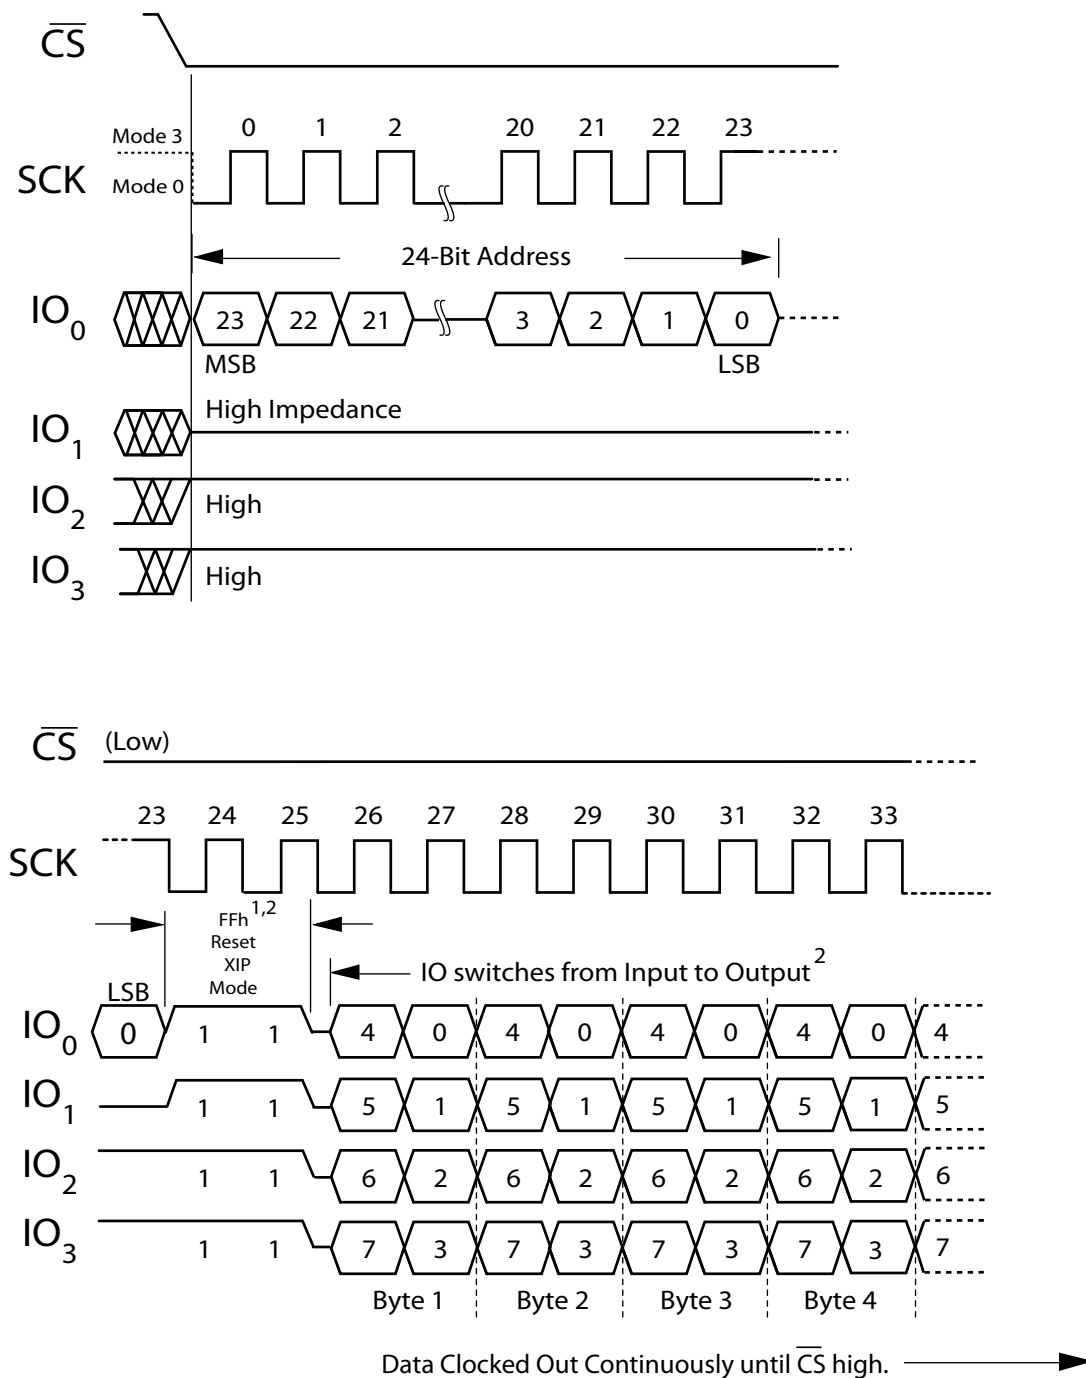 CS
Mode 3
0 1 2 20 21 22 23
SCK
Mode 0
24-Bit Address
IO0 23 22 21 3 2 1 0
MSB LSB
IO1 High Impedance
IO2 High
IO3 High
CS (Low)
23 24 25 26 27 28 29 30 31 32 33
SCK
FFh1,2
Reset
XIP
Mode
IO switches from Input to Output2
LSB
IO0 0 1 1 4 0 4 0 4 0 4 0 4
IO1 1 1 5 1 5 1 5 1 5 1 5
IO2 1 1 6 2 6 2 6 2 6 2 6
IO3 1 1 7 3 7 3 7 3 7 3 7
Byte 1 Byte 2 Byte 3 Byte 4
Data Clocked Out Continuously until CS high.